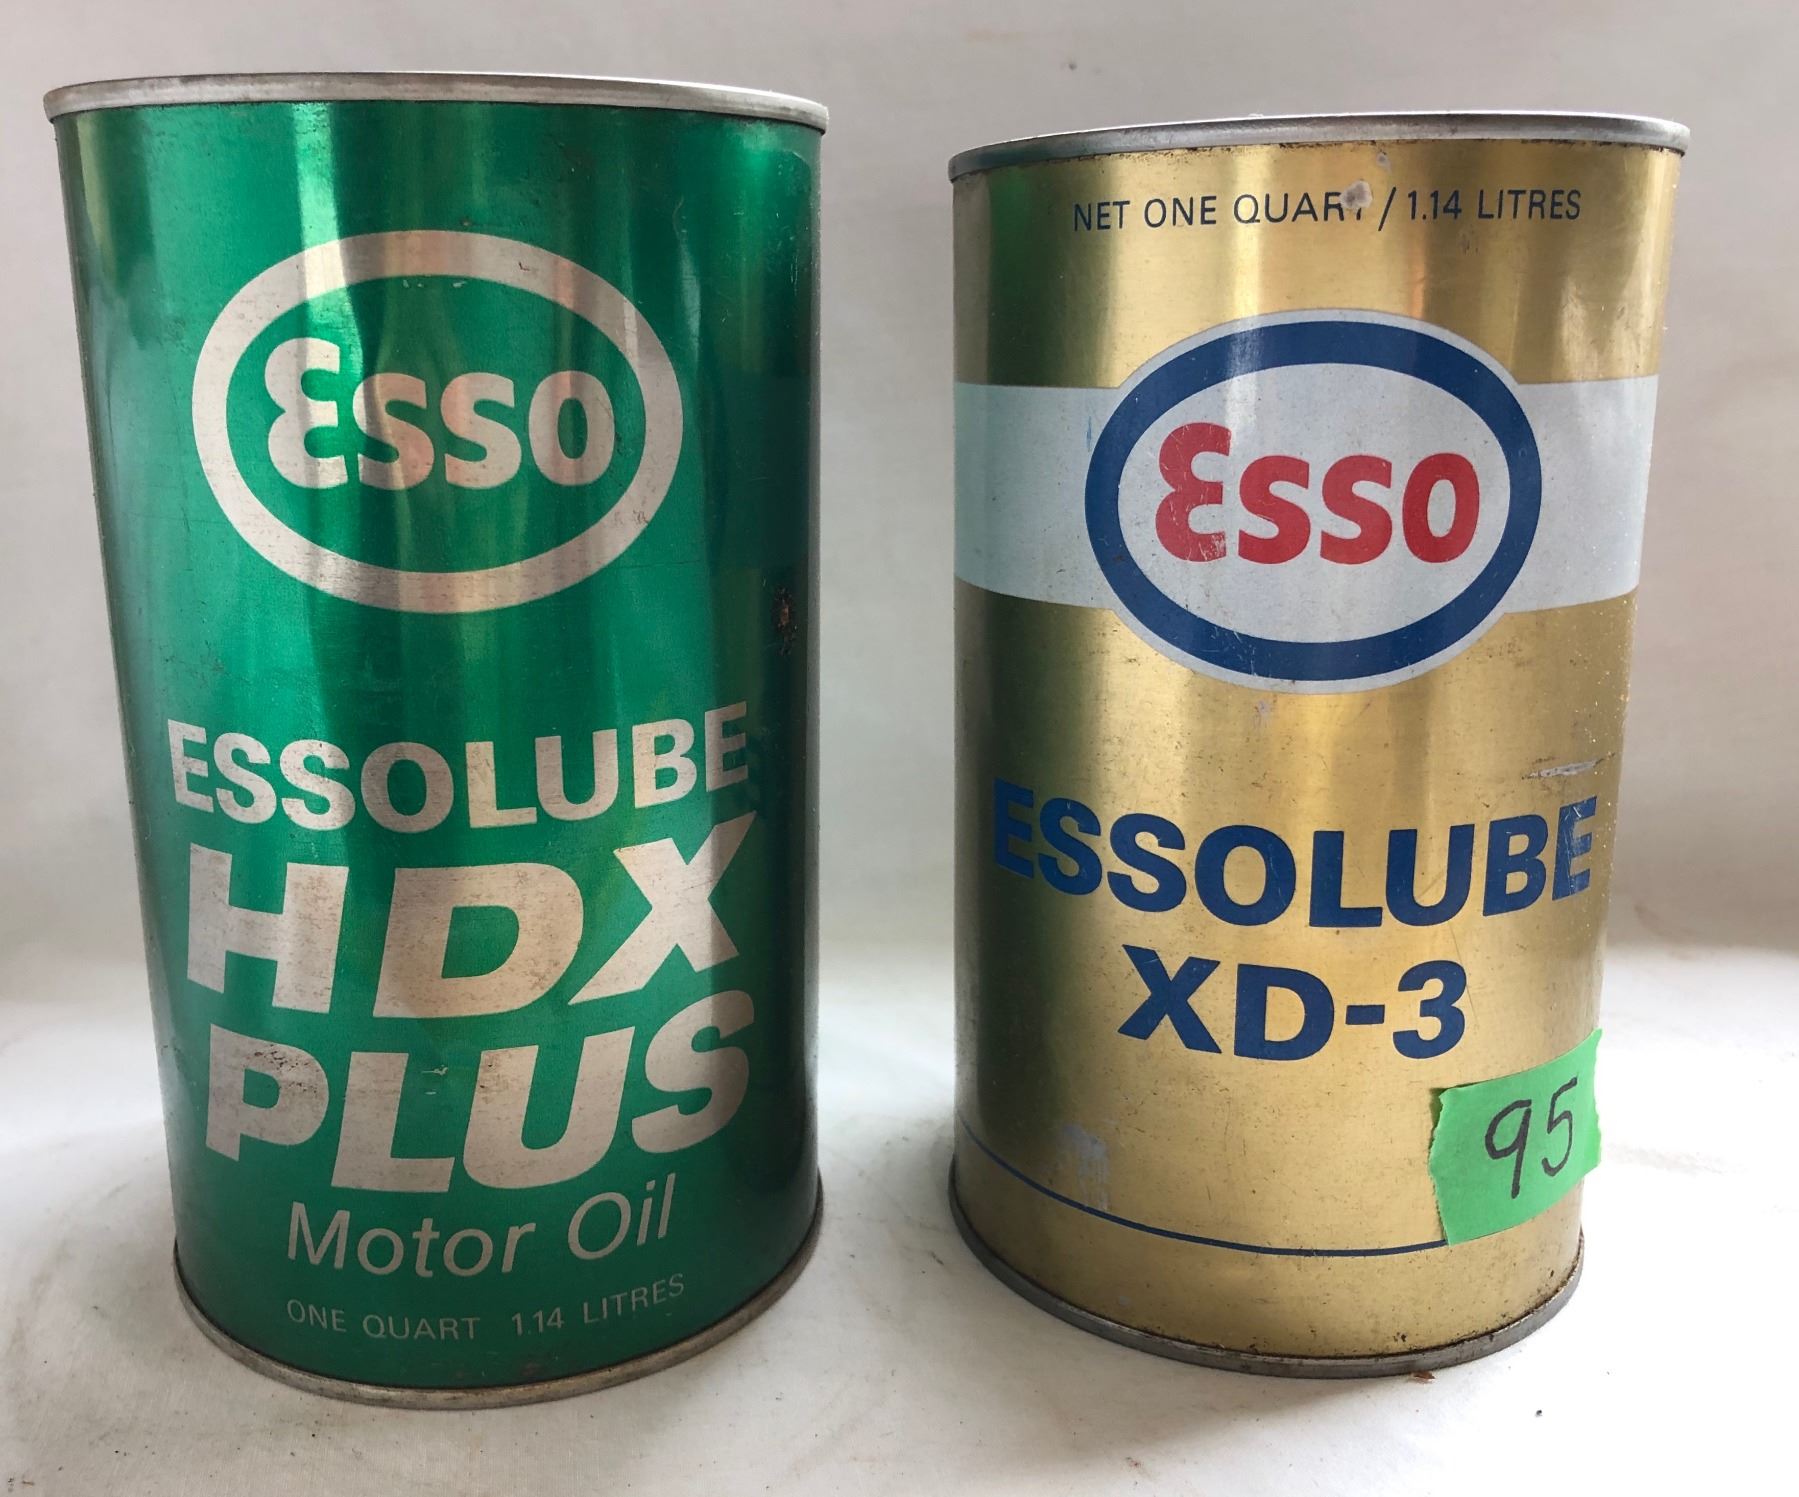 Esso
ESSOLUBE
HDX
PLUS
Motor Oil
ONE QUART 1.14 LITRES
NET ONE QUART / 1.14 LITRES
Esso
ESSOLUBE
XD-3
95